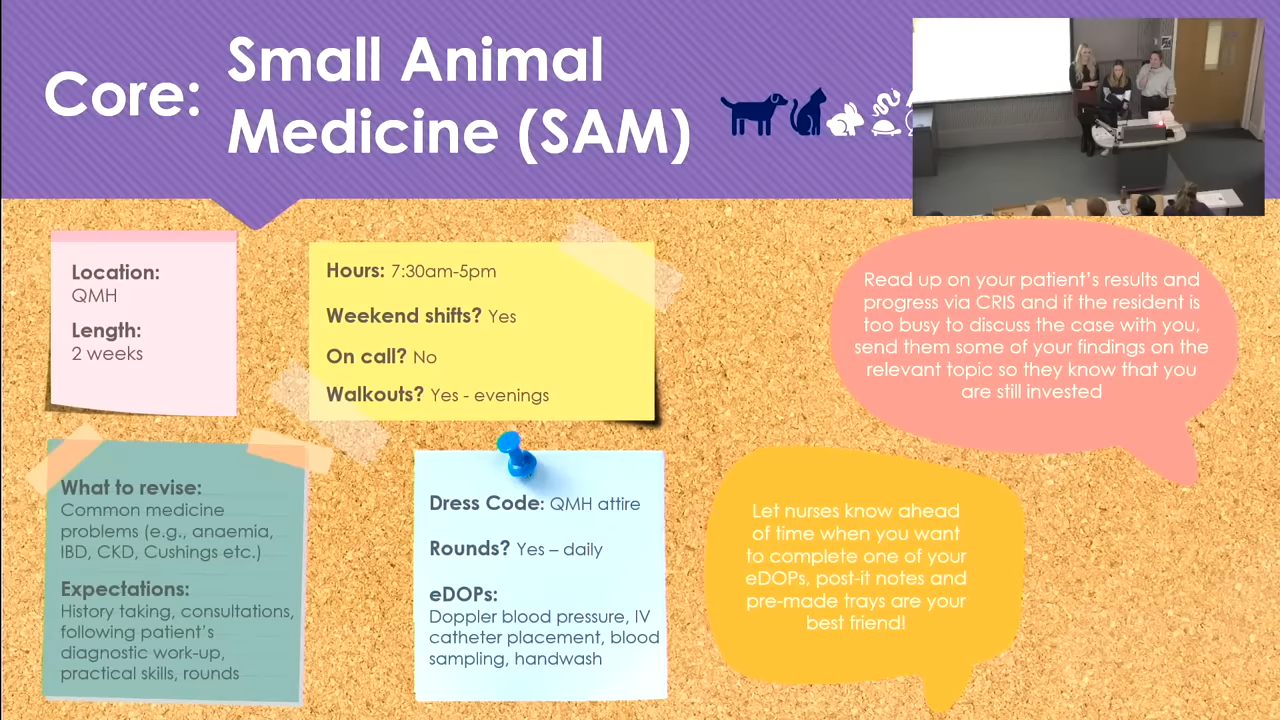 Core:
Small Animal
Medicine (SAM)
Location:
QMH
Length:
2 weeks
Hours: 7:30am-5pm
Weekend shifts? Yes
On call? No
Walkouts? Yes - evenings
Read up on your patient’s results and
progress via CRIS and if the resident is
too busy to discuss the case with you,
send them some of your findings on the
relevant topic so they know that you
are still invested
What to revise:
Common medicine
problems (e.g., anaemia,
IBD, CKD, Cushings etc.)
Expectations:
History taking, consultations,
following patient’s
diagnostic work-up,
practical skills, rounds
Dress Code: QMH attire
Rounds? Yes – daily
eDOPs:
Doppler blood pressure, IV
catheter placement, blood
sampling, handwash
Let nurses know ahead
of time when you want
to complete one of your
eDOPs, post-it notes and
pre-made trays are your
best friend!